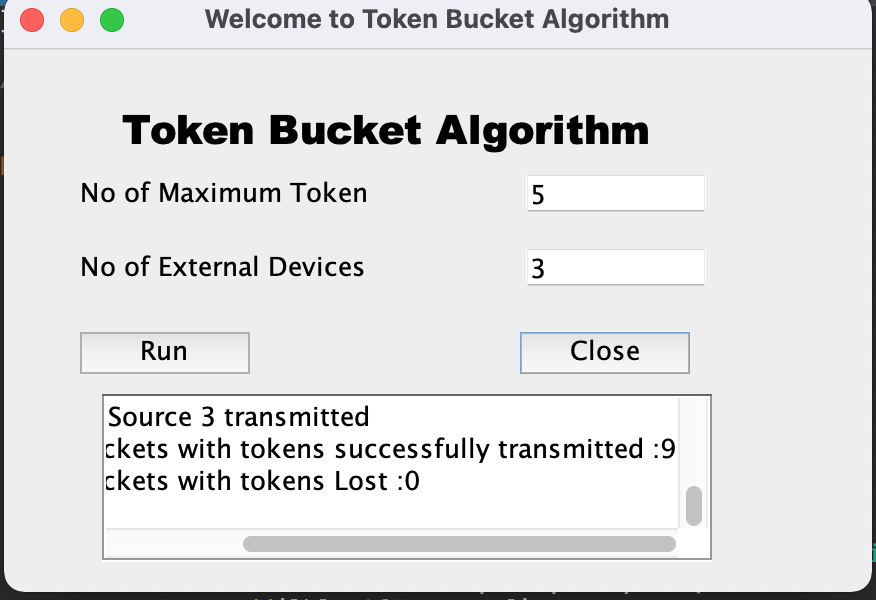 Welcome to Token Bucket Algorithm
Token Bucket Algorithm
No of Maximum Token
5
No of External Devices
3
Run
Close
Source 3 transmitted
ckets with tokens successfully transmitted :9
ckets with tokens Lost :0